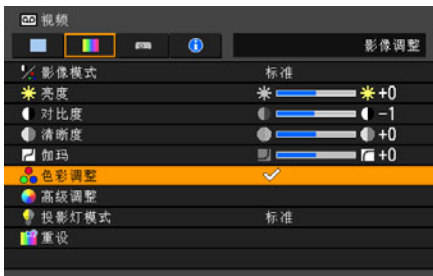 视频
影像调整
影像模式 标准
亮度 +0
对比度 -1
清晰度 +0
伽玛 +0
色彩调整
高级调整
投影灯模式 标准
重设